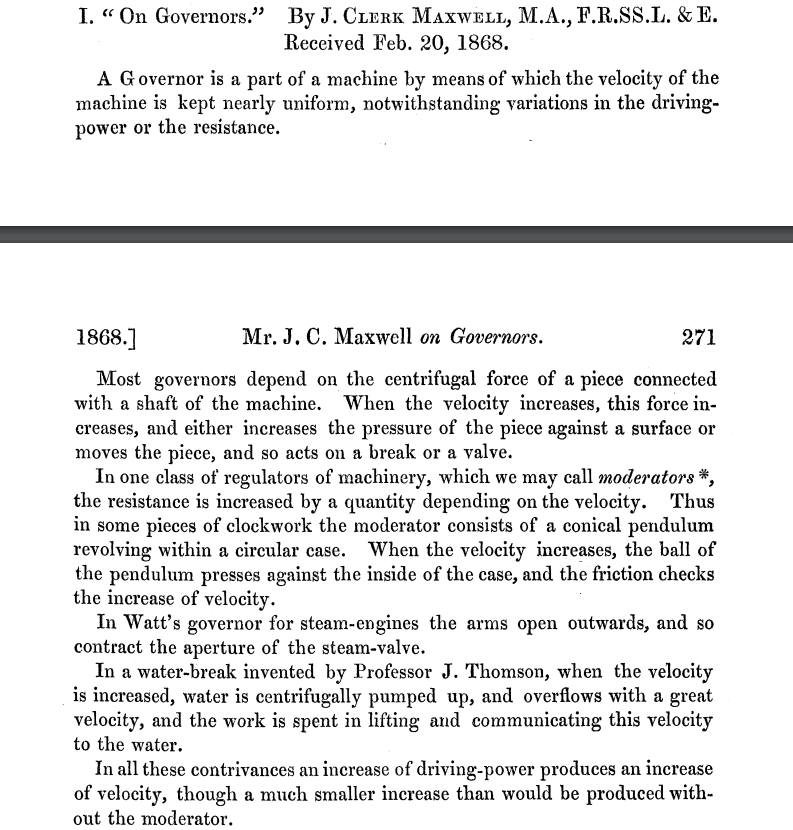 I. “On Governors.” By J. CLERK MAXWELL, M.A., F.R.SS.L. & E.
Received Feb. 20, 1868.
A Governor is a part of a machine by means of which the velocity of the
machine is kept nearly uniform, notwithstanding variations in the driving-
power or the resistance.
1868.] Mr. J. C. Maxwell on Governors. 271
Most governors depend on the centrifugal force of a piece connected
with a shaft of the machine. When the velocity increases, this force in-
creases, and either increases the pressure of the piece against a surface or
moves the piece, and so acts on a break or a valve.
In one class of regulators of machinery, which we may call moderators *,
the resistance is increased by a quantity depending on the velocity. Thus
in some pieces of clockwork the moderator consists of a conical pendulum
revolving within a circular case. When the velocity increases, the ball of
the pendulum presses against the inside of the case, and the friction checks
the increase of velocity.
In Watt's governor for steam-engines the arms open outwards, and so
contract the aperture of the steam-valve.
In a water-break invented by Professor J. Thomson, when the velocity
is increased, water is centrifugally pumped up, and overflows with a great
velocity, and the work is spent in lifting and communicating this velocity
to the water.
In all these contrivances an increase of driving-power produces an increase
of velocity, though a much smaller increase than would be produced with-
out the moderator.